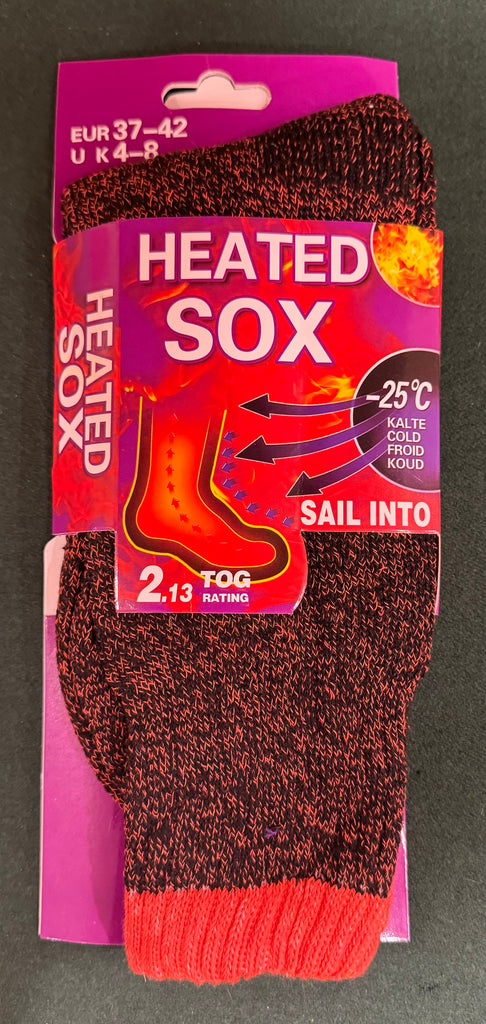 EUR 37–42
U K 4–8
HEATED
SOX
HEATED
SOX
–25°C
KALTE
COLD
FROID
KOUD
SAIL INTO
2.13 TOG
RATING